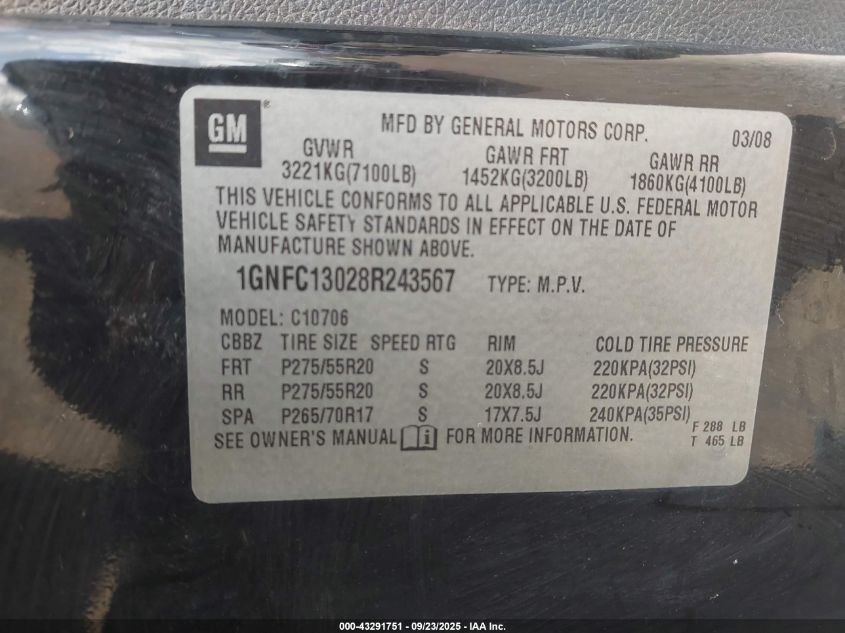 GM ®
MFD BY GENERAL MOTORS CORP. 03/08
GVWR GAWR FRT GAWR RR
3221KG(7100LB) 1452KG(3200LB) 1860KG(4100LB)
THIS VEHICLE CONFORMS TO ALL APPLICABLE U.S. FEDERAL MOTOR
VEHICLE SAFETY STANDARDS IN EFFECT ON THE DATE OF
MANUFACTURE SHOWN ABOVE.
1GNFC13028R243567 TYPE: M.P.V.
MODEL: C10706
CBBZ TIRE SIZE SPEED RTG RIM COLD TIRE PRESSURE
FRT P275/55R20 S 20X8.5J 220KPA(32PSI)
RR P275/55R20 S 20X8.5J 220KPA(32PSI)
SPA P265/70R17 S 17X7.5J 240KPA(35PSI)
F 288 LB
SEE OWNER'S MANUAL i FOR MORE INFORMATION. T 465 LB
000-43291751 - 09/23/2025 - IAA Inc.